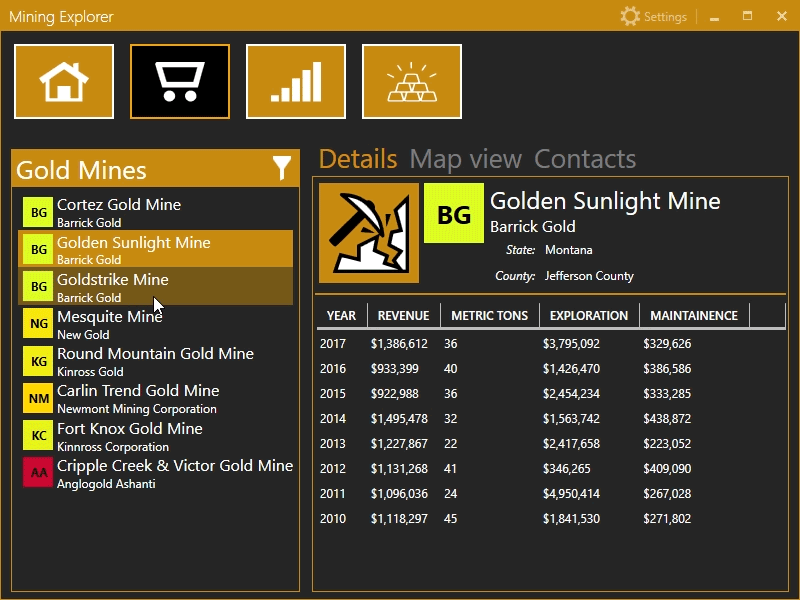 Mining Explorer
Settings
Gold Mines
BG Cortez Gold Mine
Barrick Gold
BG Golden Sunlight Mine
Barrick Gold
BG Goldstrike Mine
Barrick Gold
NG Mesquite Mine
New Gold
KG Round Mountain Gold Mine
Kinross Gold
NM Carlin Trend Gold Mine
Newmont Mining Corporation
KC Fort Knox Gold Mine
Kinnross Corporation
AA Cripple Creek & Victor Gold Mine
Anglogold Ashanti
Details Map view Contacts
BG Golden Sunlight Mine
Barrick Gold
State: Montana
County: Jefferson County
YEAR REVENUE METRIC TONS EXPLORATION MAINTAINENCE
2017 $1,386,612 36 $3,795,092 $329,626
2016 $933,399 40 $1,426,470 $386,586
2015 $922,988 36 $2,454,234 $333,285
2014 $1,495,478 32 $1,563,742 $438,872
2013 $1,227,867 22 $2,417,658 $223,052
2012 $1,131,268 41 $346,265 $409,090
2011 $1,096,036 24 $4,950,414 $267,028
2010 $1,118,297 45 $1,841,530 $271,802